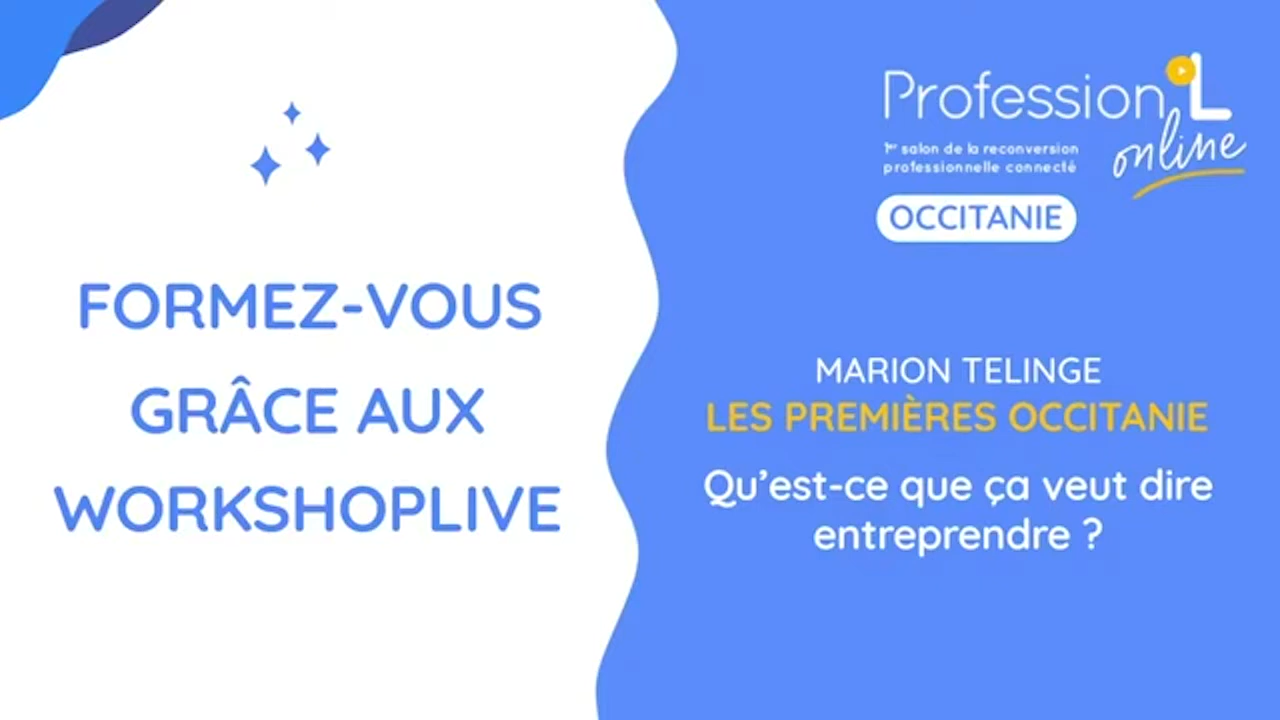 FORMEZ-VOUS
GRÂCE AUX
WORKSHOPLIVE
Profession'L
online
1er salon de la reconversion
professionnelle connecté
OCCITANIE
MARION TELINGE
LES PREMIÈRES OCCITANIE
Qu'est-ce que ça veut dire
entreprendre ?